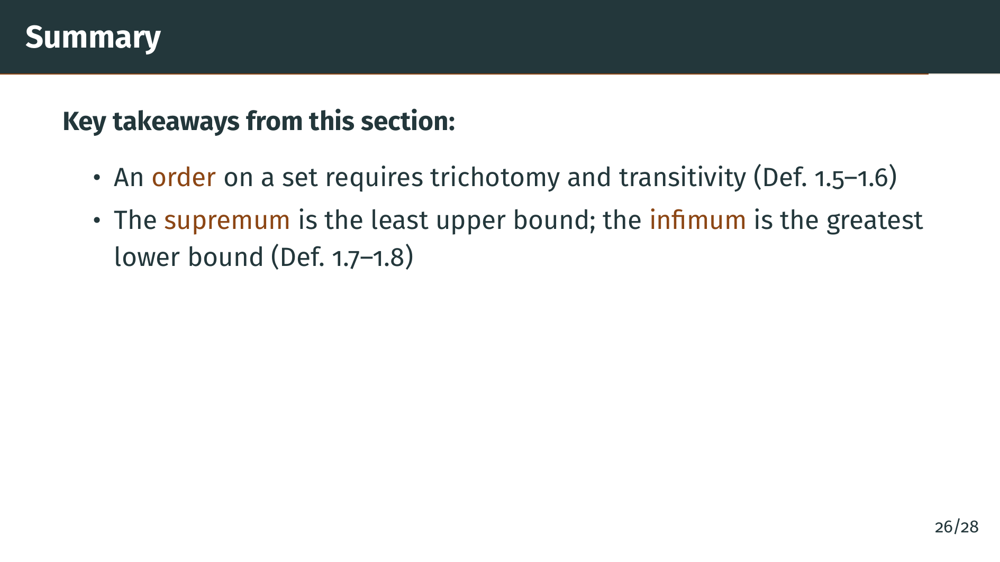 Summary
Key takeaways from this section:
• An order on a set requires trichotomy and transitivity (Def. 1.5–1.6)
• The supremum is the least upper bound; the infimum is the greatest
lower bound (Def. 1.7–1.8)
26/28